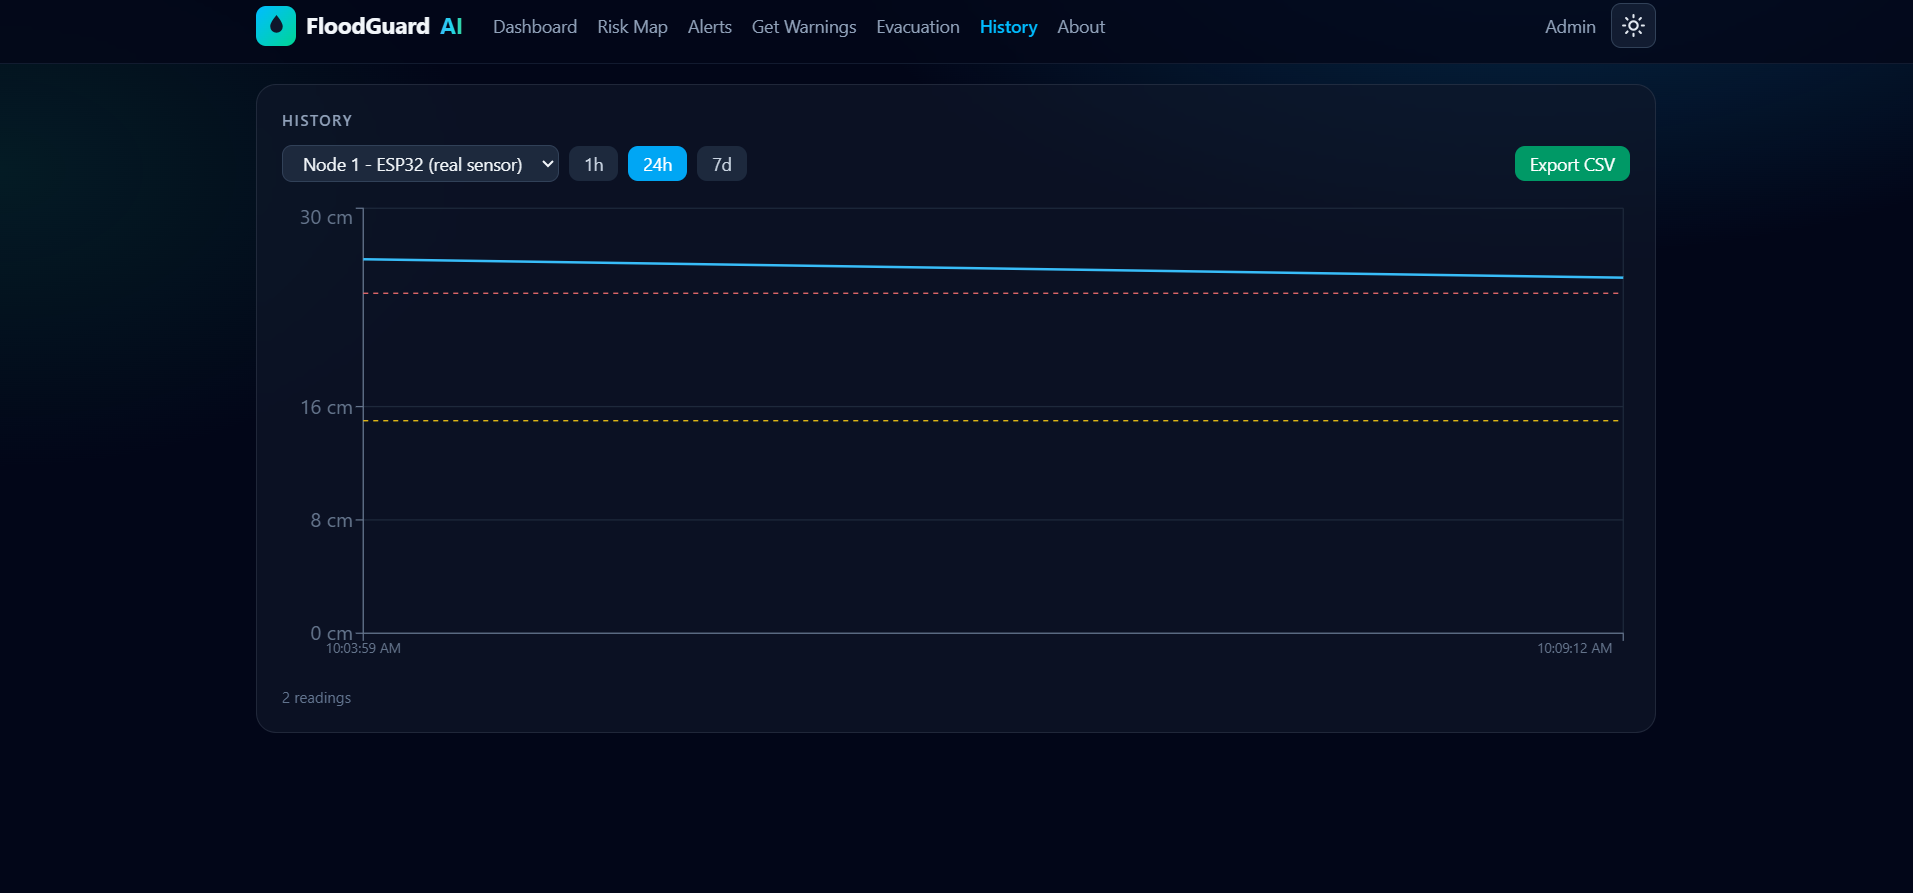 FloodGuard AI Dashboard Risk Map Alerts Get Warnings Evacuation History About Admin
HISTORY
Node 1 - ESP32 (real sensor) 1h 24h 7d Export CSV
30 cm
16 cm
8 cm
0 cm
10:03:59 AM 10:09:12 AM
2 readings